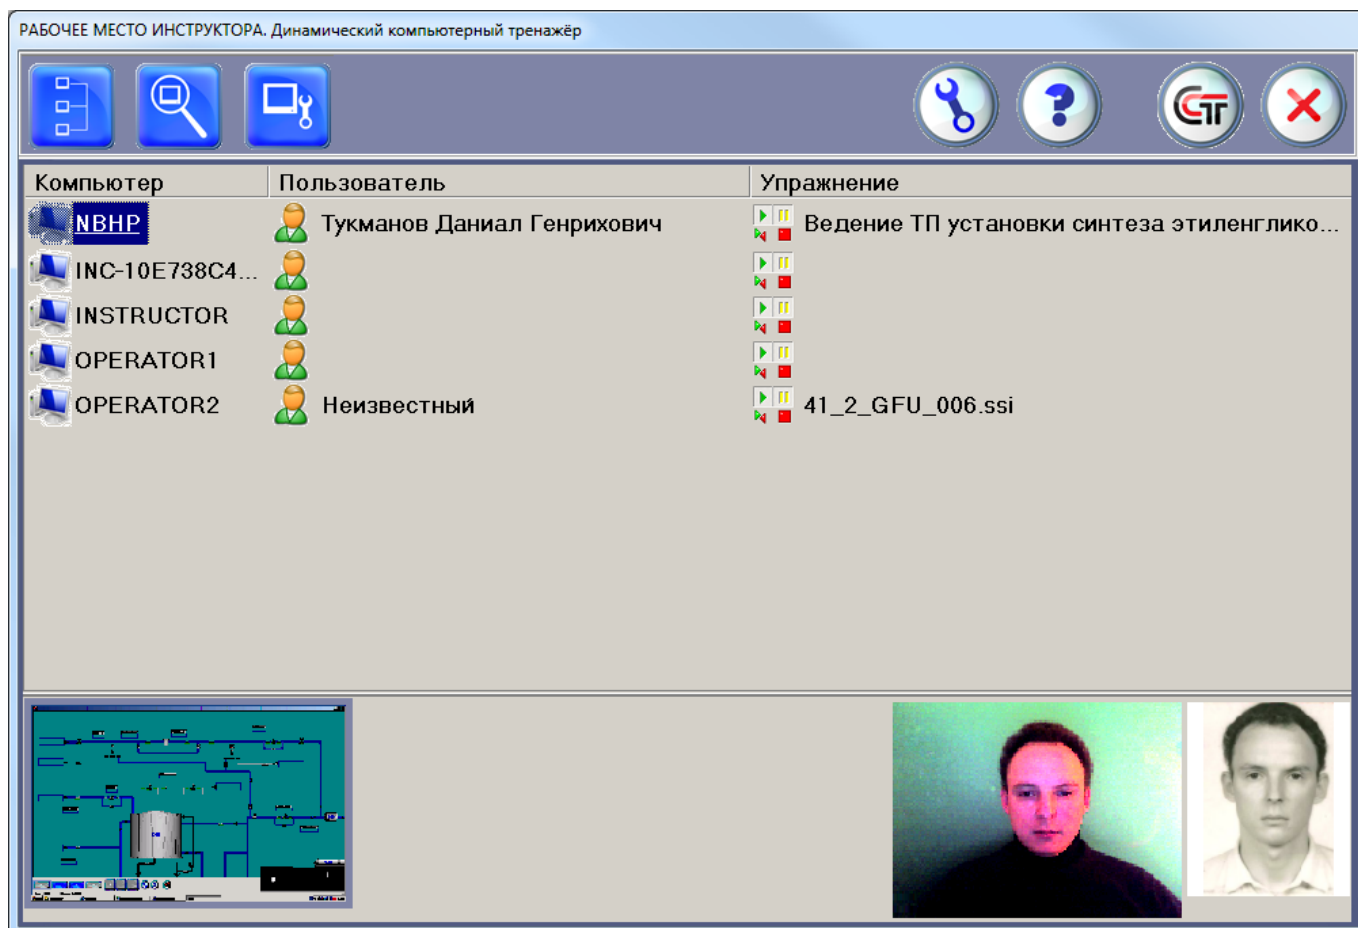 РАБОЧЕЕ МЕСТО ИНСТРУКТОРА. Динамический компьютерный тренажёр
Компьютер Пользователь Упражнение
NBHP Тукманов Даниал Генрихович Ведение ТП установки синтеза этиленглико...
INC-10E738C4...
INSTRUCTOR
OPERATOR1
OPERATOR2 Неизвестный 41_2_GFU_006.ssi